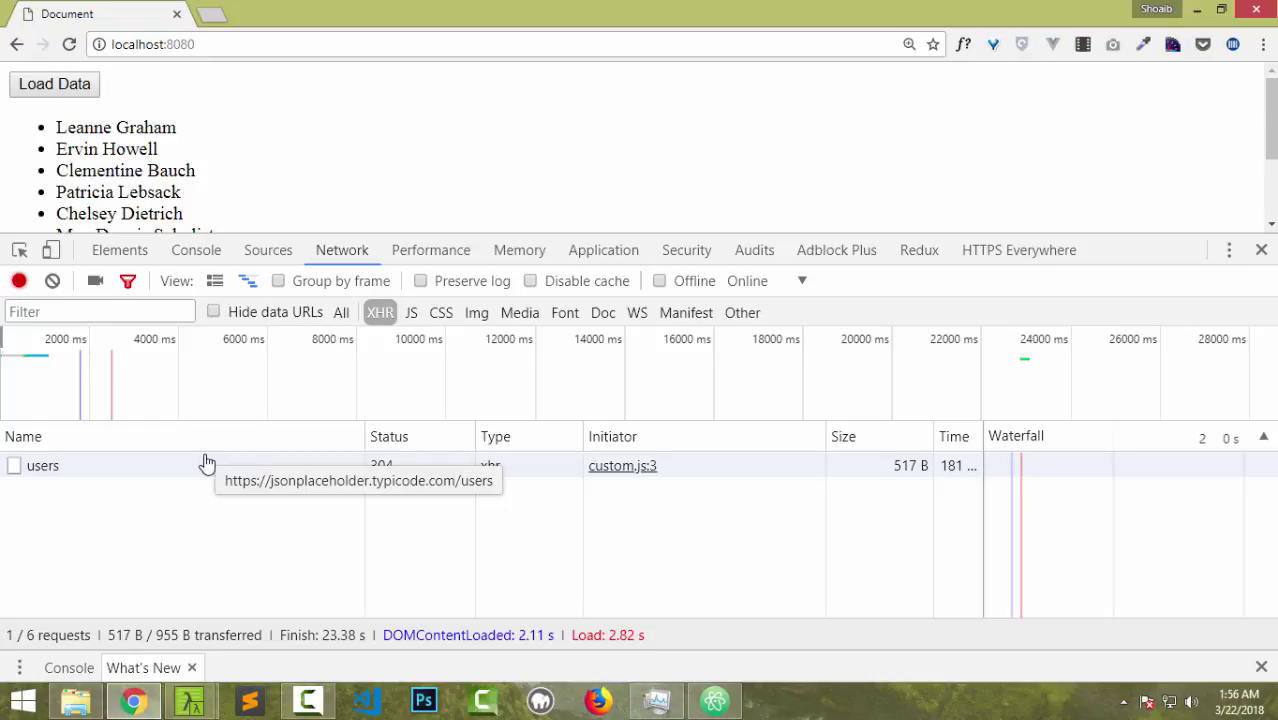 Document
Shoaib
localhost:8080
f?
Load Data
Leanne Graham
Ervin Howell
Clementine Bauch
Patricia Lebsack
Chelsey Dietrich
Elements Console Sources Network Performance Memory Application Security Audits Adblock Plus Redux HTTPS Everywhere
View: Group by frame Preserve log Disable cache Offline Online
Filter Hide data URLs All XHR JS CSS Img Media Font Doc WS Manifest Other
2000 ms 4000 ms 6000 ms 8000 ms 10000 ms 12000 ms 14000 ms 16000 ms 18000 ms 20000 ms 22000 ms 24000 ms 26000 ms 28000 ms
Name Status Type Initiator Size Time Waterfall 2 0 s
users 304 xhr custom.js:3 517 B 181 ...
https://jsonplaceholder.typicode.com/users
1 / 6 requests 517 B / 955 B transferred Finish: 23.38 s DOMContentLoaded: 2.11 s Load: 2.82 s
Console What's New
Ps
1:56 AM
3/22/2018